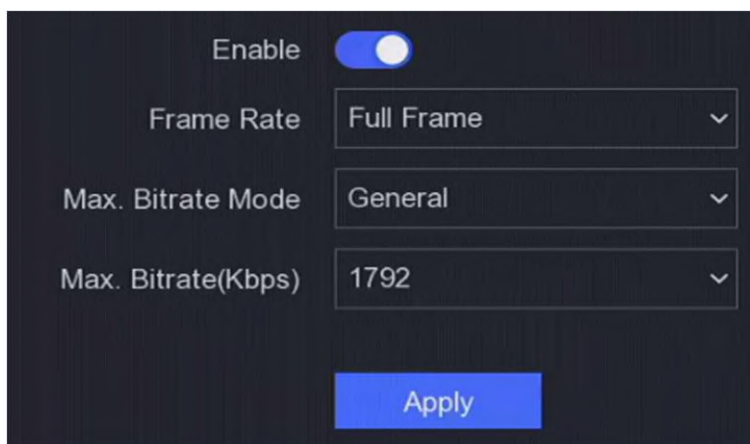 Enable
Frame Rate Full Frame
Max. Bitrate Mode General
Max. Bitrate(Kbps) 1792
Apply